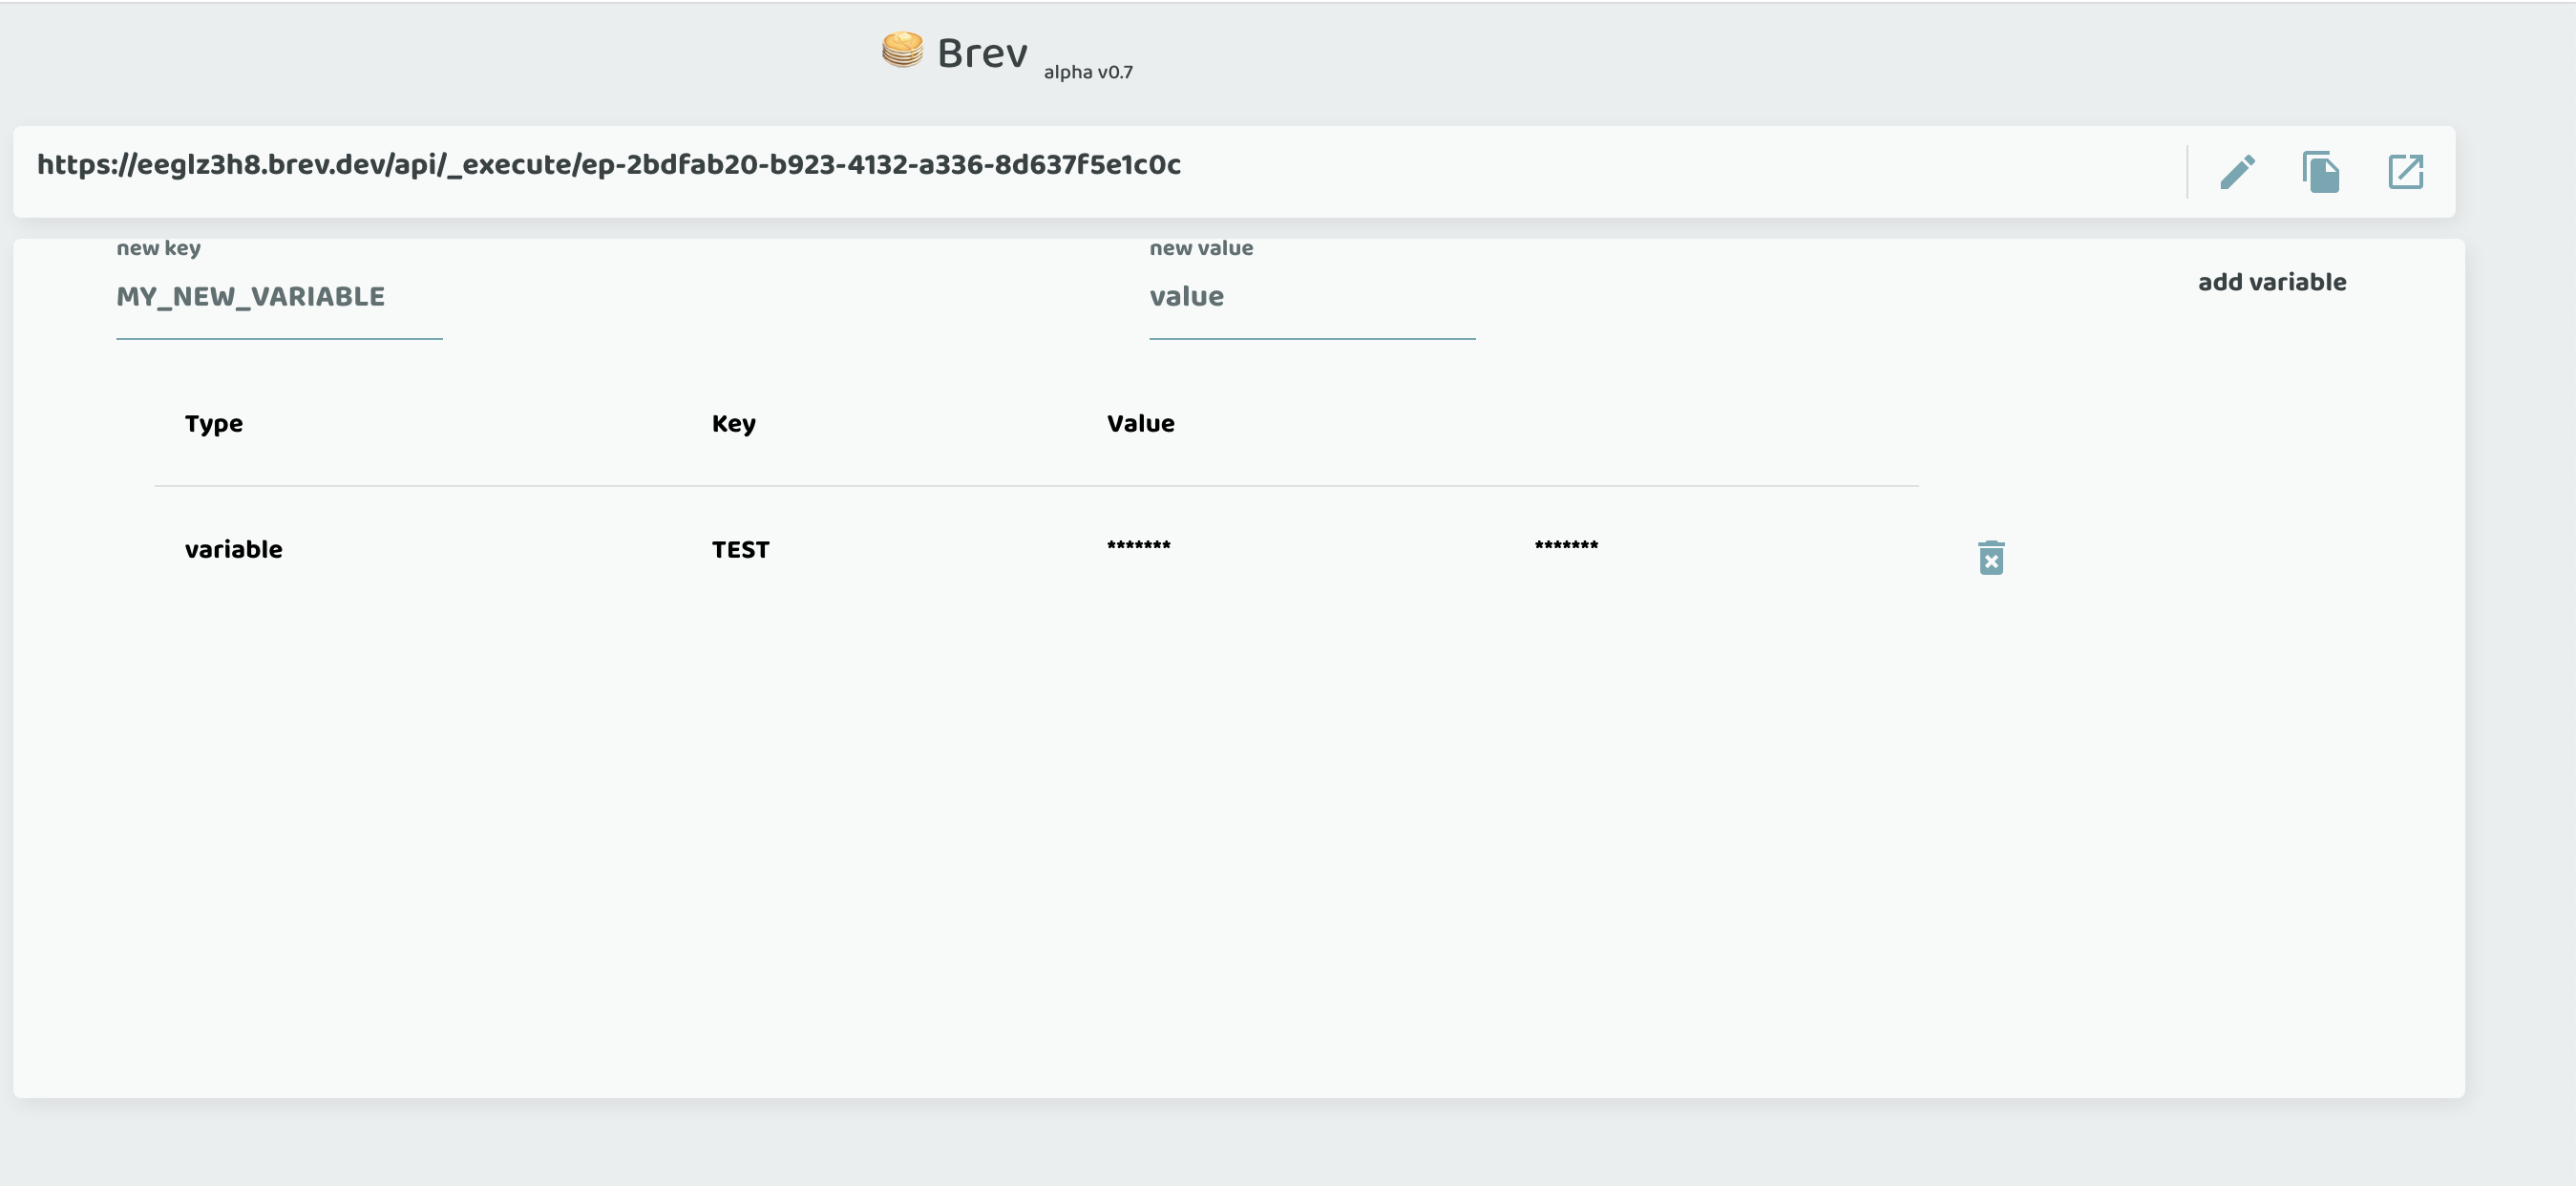 Brev alpha v0.7
https://eeglz3h8.brev.dev/api/_execute/ep-2bdfab20-b923-4132-a336-8d637f5e1c0c
new key new value
add variable
MY_NEW_VARIABLE value
Type Key Value
variable TEST ******* *******